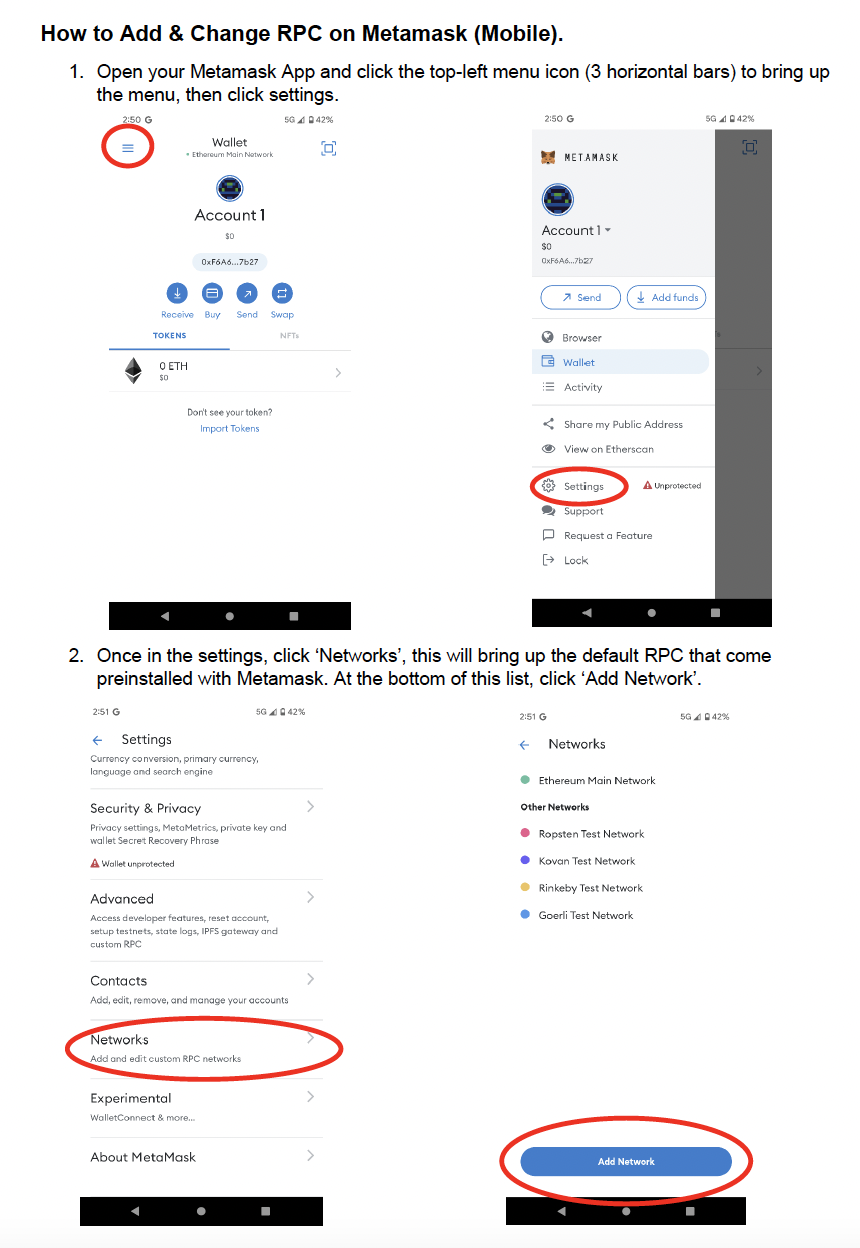 How to Add & Change RPC on Metamask (Mobile).
1. Open your Metamask App and click the top-left menu icon (3 horizontal bars) to bring up
the menu, then click settings.
2:50 G 5G 42%
Wallet
Ethereum Main Network
Account 1
$0
0xF6A6...7b27
Receive Buy Send Swap
TOKENS NFTs
0 ETH
$0
Don't see your token?
Import Tokens
2:50 G 5G 42%
METAMASK
Account 1
$0
0xF6A6...7b27
Send Add funds
Browser
Wallet
Activity
Share my Public Address
View on Etherscan
Settings Unprotected
Support
Request a Feature
Lock
2. Once in the settings, click ‘Networks’, this will bring up the default RPC that come
preinstalled with Metamask. At the bottom of this list, click ‘Add Network’.
2:51 G 5G 42%
Settings
Currency conversion, primary currency,
language and search engine
Security & Privacy
Privacy settings, MetaMetrics, private key and
wallet Secret Recovery Phrase
Wallet unprotected
Advanced
Access developer features, reset account,
setup testnets, state logs, IPFS gateway and
custom RPC
Contacts
Add, edit, remove, and manage your accounts
Networks
Add and edit custom RPC networks
Experimental
WalletConnect & more...
About MetaMask
2:51 G 5G 42%
Networks
Ethereum Main Network
Other Networks
Ropsten Test Network
Kovan Test Network
Rinkeby Test Network
Goerli Test Network
Add Network